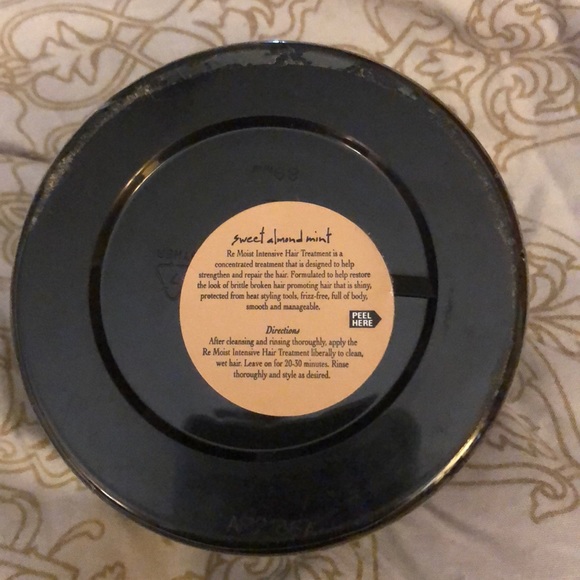 sweet almond mint
Re Moist Intensive Hair Treatment is a
concentrated treatment that is designed to help
strengthen and repair the hair. Formulated to help restore
the look of brittle broken hair promoting hair that is shiny,
protected from heat styling tools, frizz-free, full of body,
smooth and manageable.
PEEL
HERE
Directions
After cleansing and rinsing thoroughly, apply the
Re Moist Intensive Hair Treatment liberally to clean,
wet hair. Leave on for 20-30 minutes. Rinse
thoroughly and style as desired.